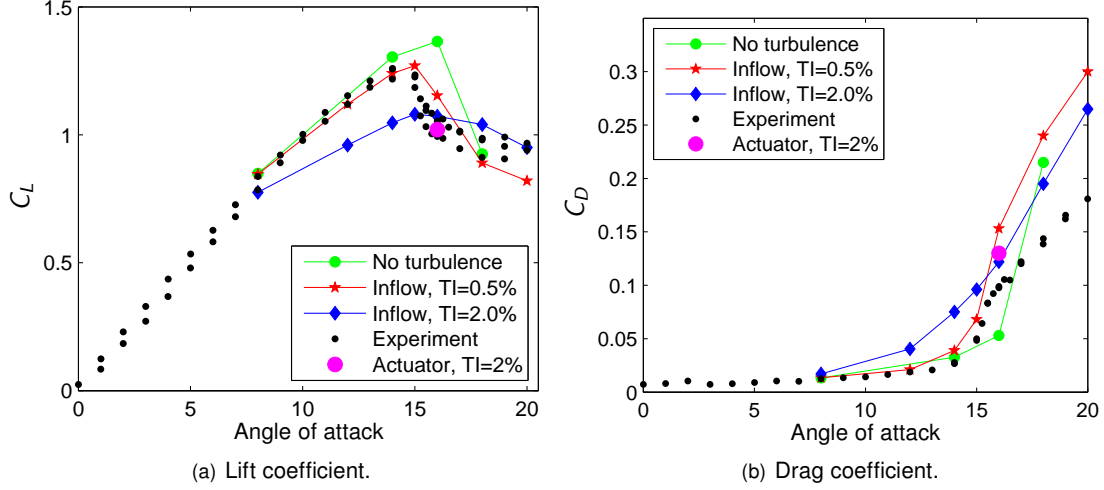 1.5
1
0.5
0
0
5
10
15
20
C_L
Angle of attack
No turbulence
Inflow, TI=0.5%
Inflow, TI=2.0%
Experiment
Actuator, TI=2%
(a) Lift coefficient.
No turbulence
Inflow, TI=0.5%
Inflow, TI=2.0%
Experiment
Actuator, TI=2%
0.3
0.25
0.2
0.15
0.1
0.05
0
0
5
10
15
20
C_D
Angle of attack
(b) Drag coefficient.